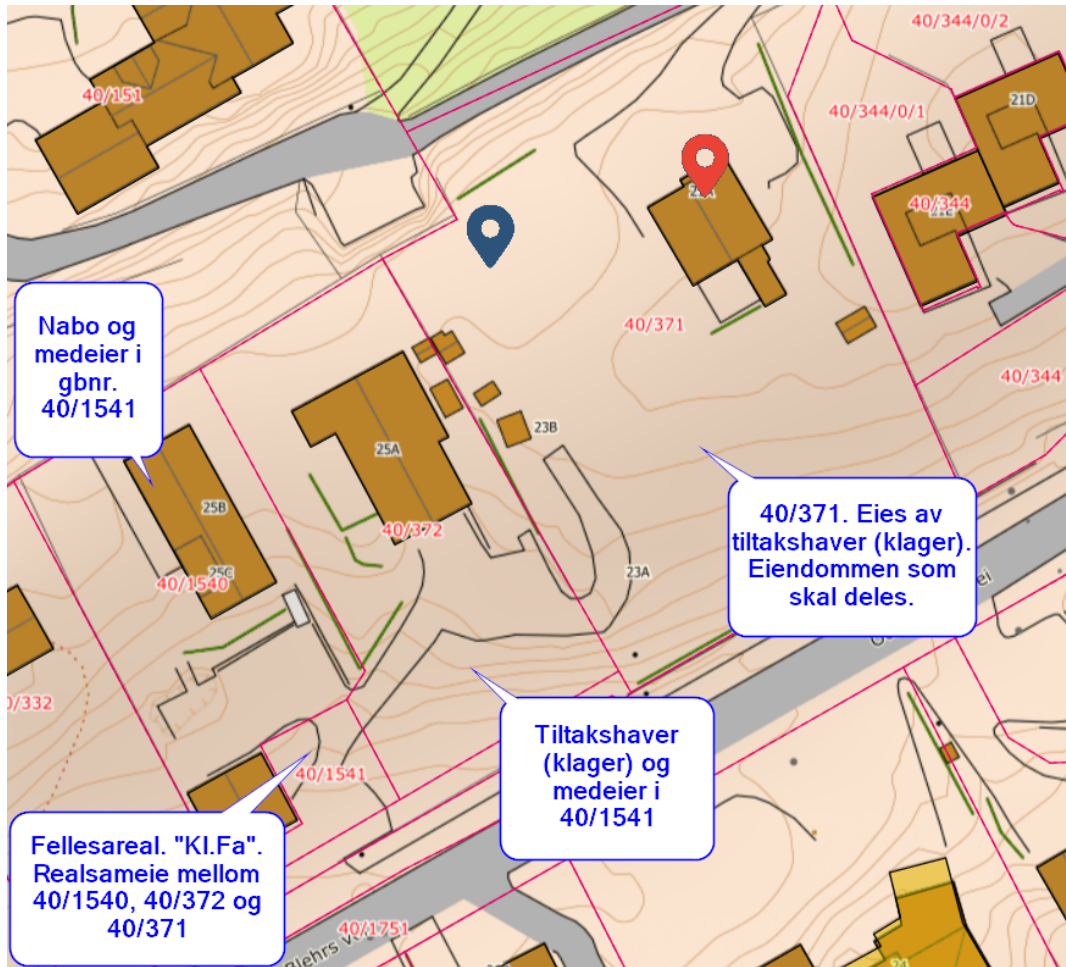 40/344/0/2
40/151
40/344/0/1
21D
40/344
40/371
40/344
Nabo og
medeier i
gbnr.
40/1541
23B
25A
40/371. Eies av
tiltakshaver (klager).
Eiendommen som
skal deles.
25B
40/372
25C
40/1540
23A
Tiltakshaver
(klager) og
medeier i
40/1541
40/1541
Fellesareal. "Kl.Fa".
Realsameie mellom
40/1540, 40/372 og
40/371
40/1751